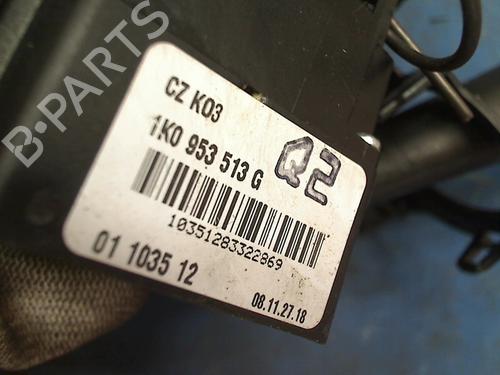 CZ K03
1K0 953 513 G
Q2
10351283322869
01 1035 12
08.11.27.18
B-PARTS